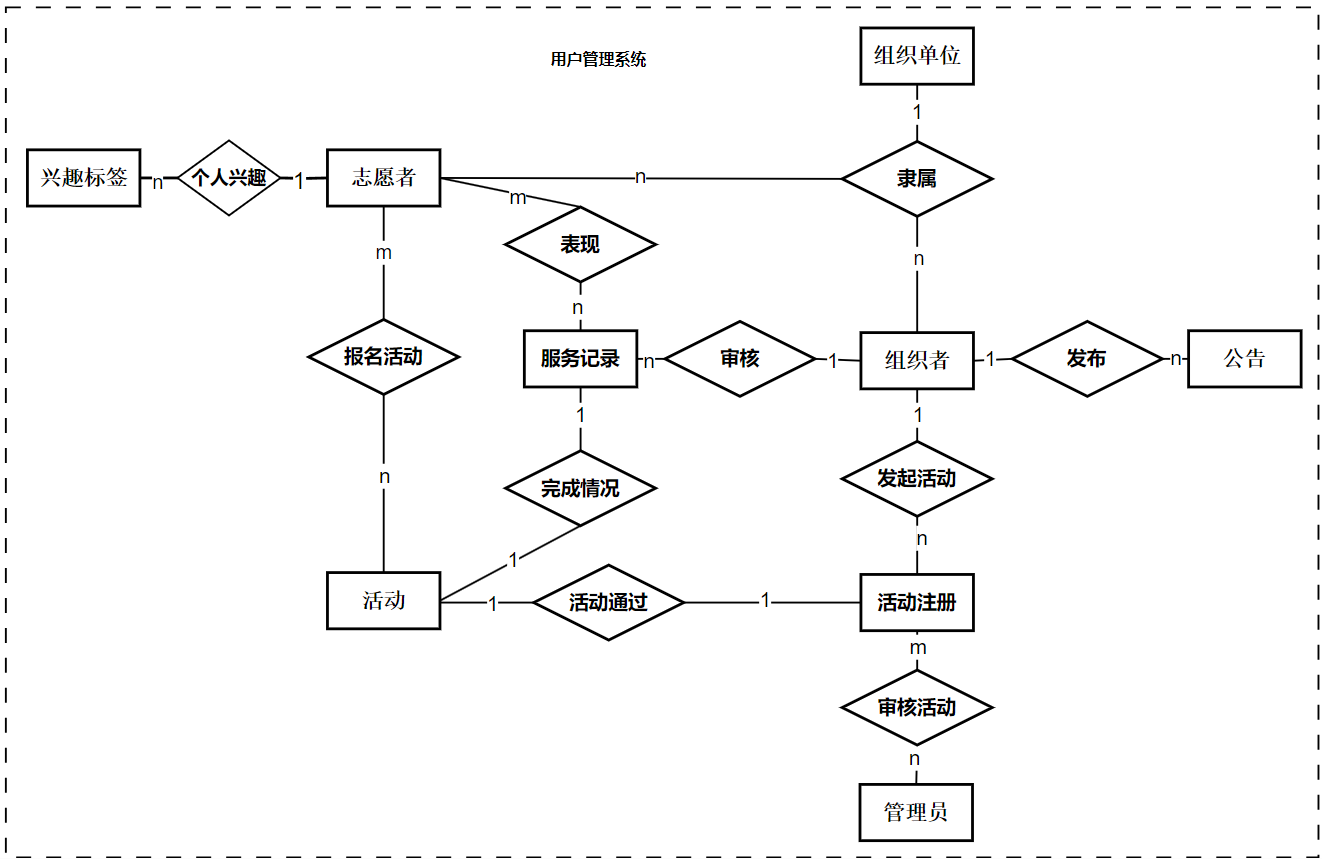 用户管理系统
组织单位
1
兴趣标签
n
个人兴趣
1
志愿者
n
隶属
m
表现
m
n
n
报名活动
服务记录
n
审核
1
组织者
1
发布
n
公告
1
1
n
完成情况
发起活动
1
n
活动
1
活动通过
1
活动注册
m
审核活动
n
管理员